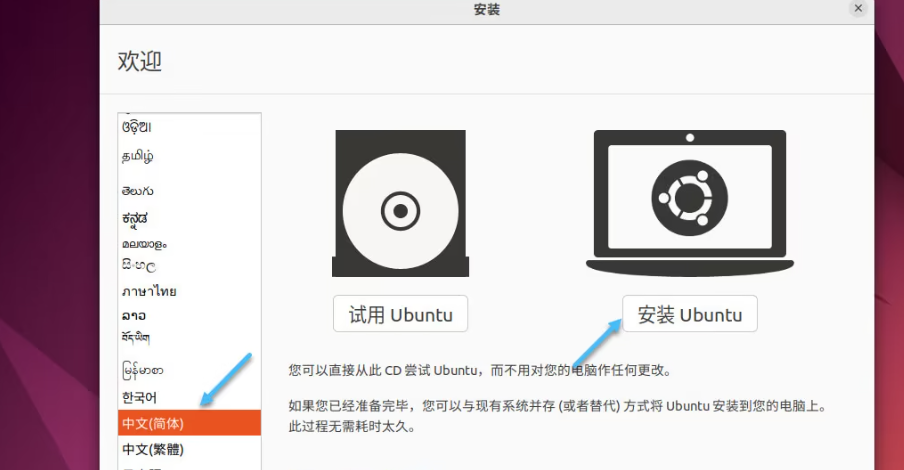 安装
欢迎
ଓଡ଼ିଆ
தமிழ்
తెలుగు
ಕನ್ನಡ
മലയാളം
සිංහල
ภาษาไทย
ລາວ
བོད་ཡིག
မြန်မာစာ
한국어
中文(简体)
中文(繁體)
试用 Ubuntu
安装 Ubuntu
您可以直接从此 CD 尝试 Ubuntu，而不用对您的电脑作任何更改。
如果您已经准备完毕，您可以与现有系统并存 (或者替代) 方式将 Ubuntu 安装到您的电脑上。
此过程无需耗时太久。